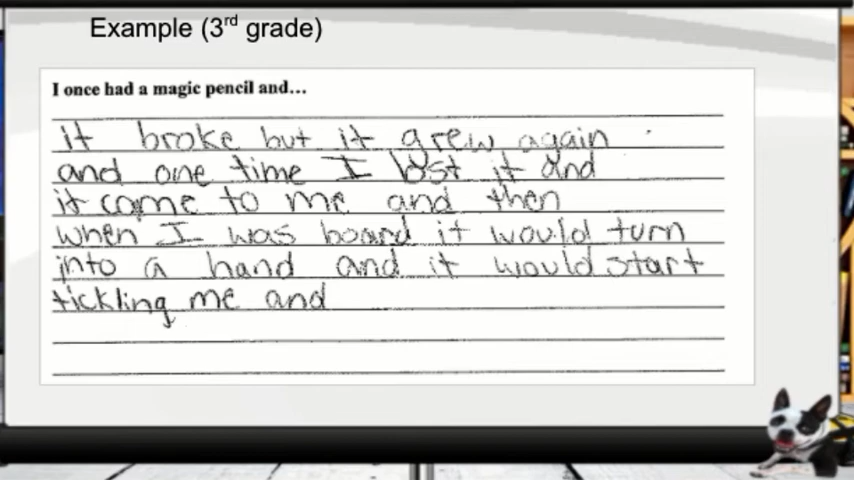 Example (3rd grade)
I once had a magic pencil and...
it broke but it grew again
and one time I lost it and
it come to me and then
when I was board it would turn
into a hand and it would start
tickling me and